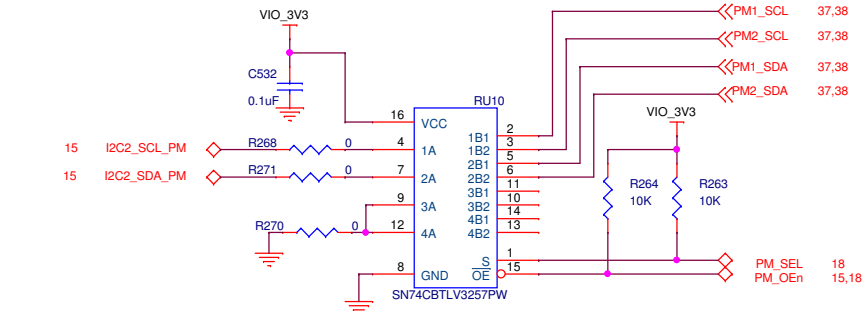 VIO_3V3
PM1_SCL 37,38
PM2_SCL 37,38
PM1_SDA 37,38
PM2_SDA 37,38
C532
0.1uF
RU10
VIO_3V3
16 VCC
15 I2C2_SCL_PM R268 0 4 1A
15 I2C2_SDA_PM R271 0 7 2A
9 3A
R270 0 12 4A
8 GND
1B1 2
1B2 3
2B1 5
2B2 6
3B1 11
3B2 10
4B1 14
4B2 13
S 1
OE 15
SN74CBTLV3257PW
R264
10K
R263
10K
PM_SEL 18
PM_OEn 15,18